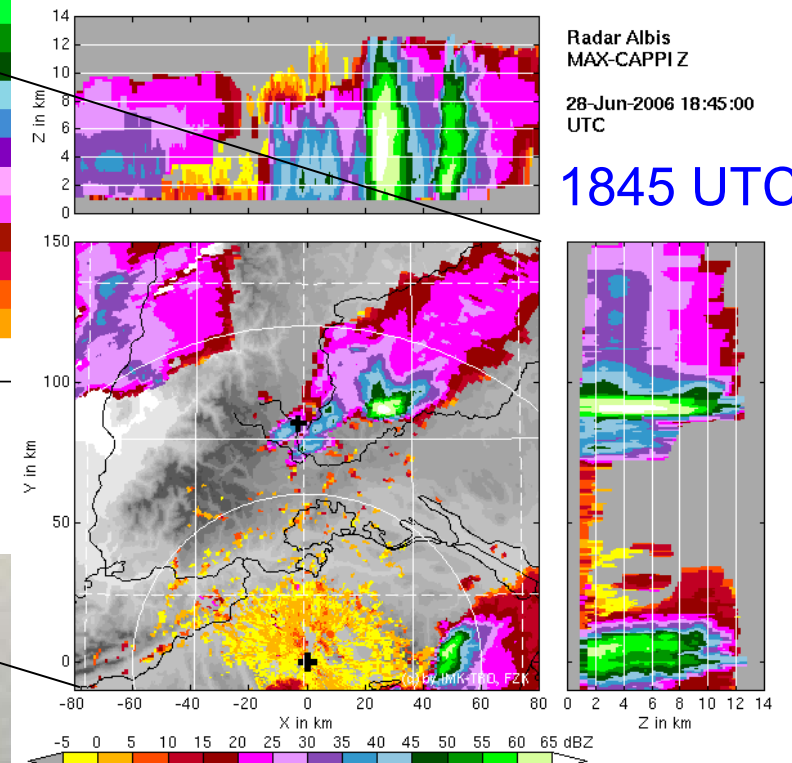 14
12
10
8
6
4
2
0
Z in km
Radar Albis
MAX-CAPPI Z
28-Jun-2006 18:45:00
UTC
1845 UTC
150
100
50
0
Y in km
(c) by IMK-TRO, FZK
-80 -60 -40 -20 0 20 40 60 80
X in km
0 2 4 6 8 10 12 14
Z in km
-5 0 5 10 15 20 25 30 35 40 45 50 55 60 65 dBZ